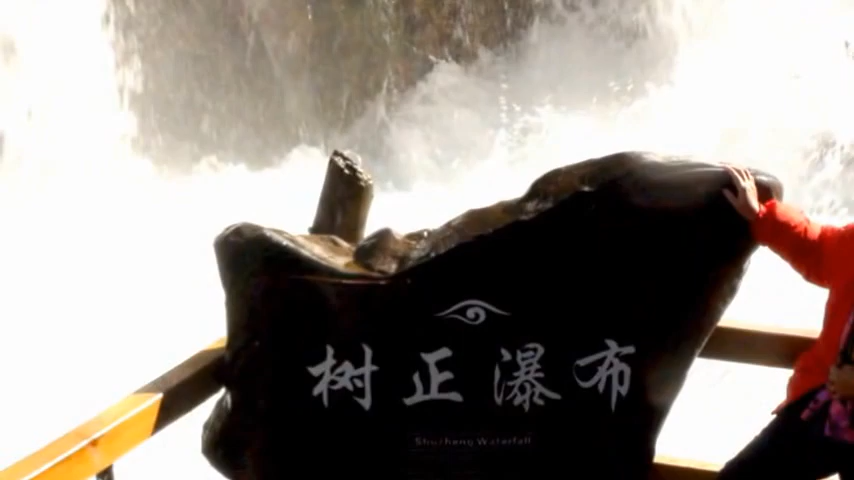 树正瀑布
Shuzheng Waterfall